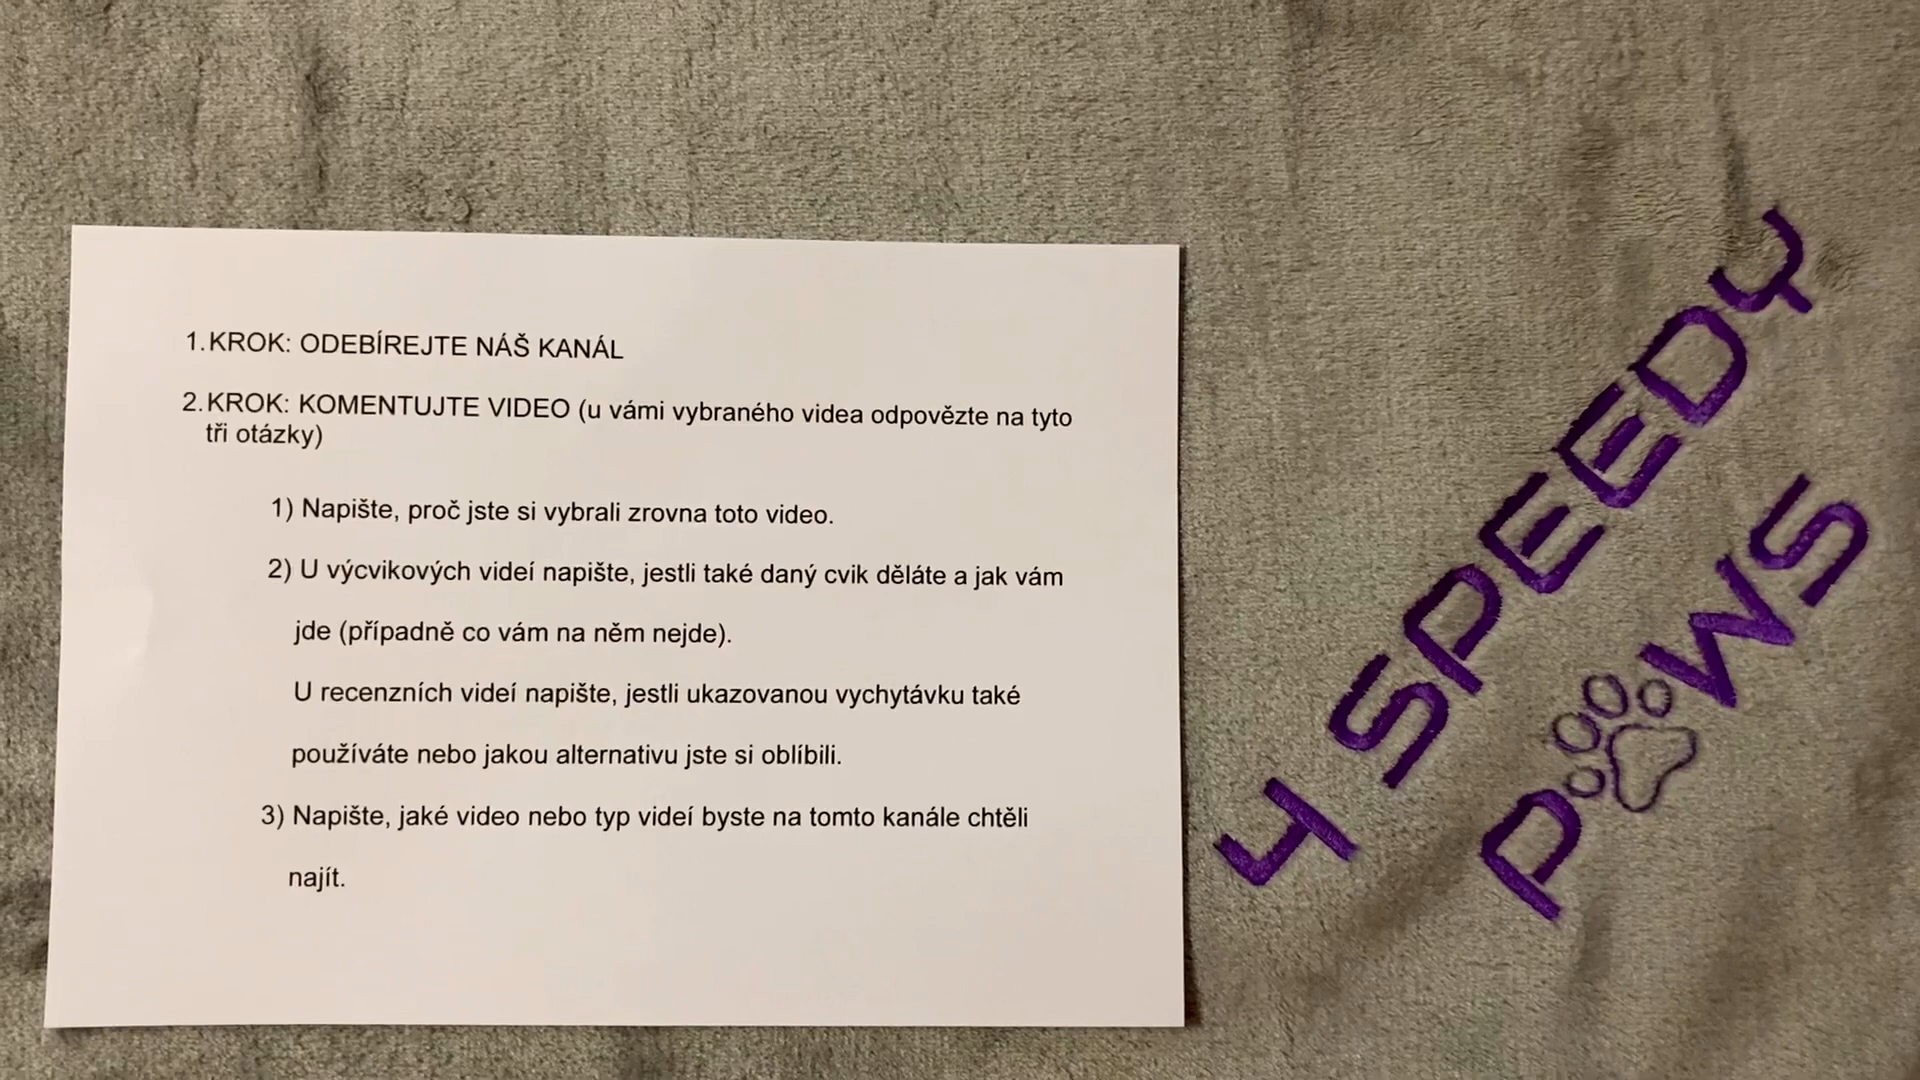 1. KROK: ODEBÍREJTE NÁŠ KANÁL
2. KROK: KOMENTUJTE VIDEO (u vámi vybraného videa odpovězte na tyto
tři otázky)
1) Napište, proč jste si vybrali zrovna toto video.
2) U výcvikových videí napište, jestli také daný cvik děláte a jak vám
jde (případně co vám na něm nejde).
U recenzních videí napište, jestli ukazovanou vychytávku také
používáte nebo jakou alternativu jste si oblíbili.
3) Napište, jaké video nebo typ videí byste na tomto kanále chtěli
najít.
4 SPEEDY
PAWS